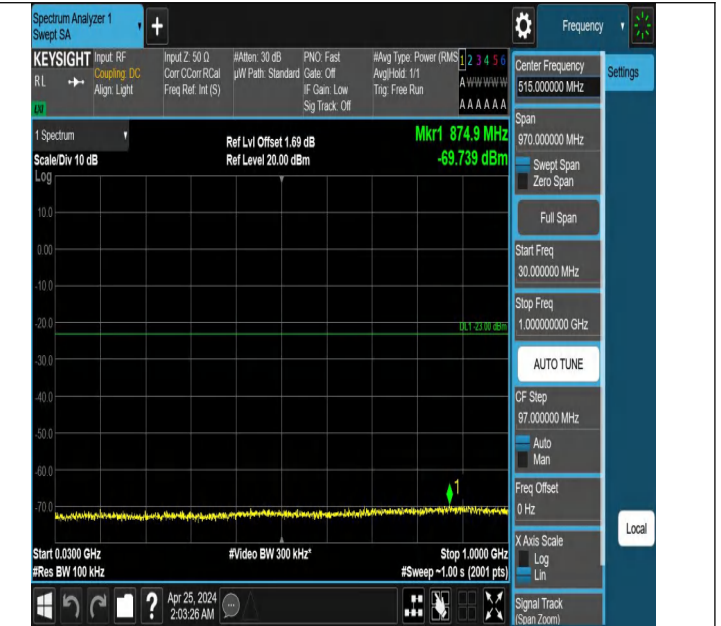 Spectrum Analyzer 1
Swept SA
+
Frequency
KEYSIGHT
RL
LXI
Input: RF
Coupling: DC
Align: Light
Input Z: 50 Ω
Corr CCorr RCal
Freq Ref: Int (S)
#Atten: 30 dB
µW Path: Standard
PNO: Fast
Gate: Off
IF Gain: Low
Sig Track: Off
#Avg Type: Power (RMS
Avg|Hold: 1/1
Trig: Free Run
1 2 3 4 5 6
A W W W W W
A A A A A A
1 Spectrum
Scale/Div 10 dB
Log
Ref Lvl Offset 1.69 dB
Ref Level 20.00 dBm
Mkr1 874.9 MHz
-69.739 dBm
10.0
0.00
-10.0
-20.0
DL1 -23.00 dBm
-30.0
-40.0
-50.0
-60.0
1
-70.0
Start 0.0300 GHz
#Res BW 100 kHz
#Video BW 300 kHz*
Stop 1.0000 GHz
#Sweep ~1.00 s (2001 pts)
Center Frequency
515.000000 MHz
Settings
Span
970.000000 MHz
Swept Span
Zero Span
Full Span
Start Freq
30.000000 MHz
Stop Freq
1.000000000 GHz
AUTO TUNE
CF Step
97.000000 MHz
Auto
Man
Freq Offset
0 Hz
X Axis Scale
Log
Lin
Local
Signal Track
(Span Zoom)
?
Apr 25, 2024
2:03:26 AM